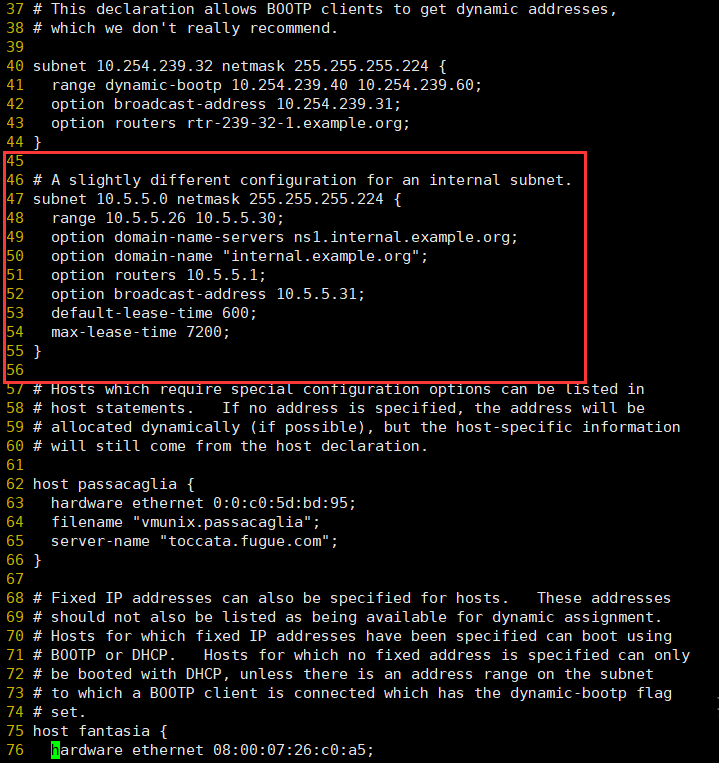 37 # This declaration allows BOOTP clients to get dynamic addresses,
38 # which we don't really recommend.
39
40 subnet 10.254.239.32 netmask 255.255.255.224 {
41   range dynamic-bootp 10.254.239.40 10.254.239.60;
42   option broadcast-address 10.254.239.31;
43   option routers rtr-239-32-1.example.org;
44 }
45
46 # A slightly different configuration for an internal subnet.
47 subnet 10.5.5.0 netmask 255.255.255.224 {
48   range 10.5.5.26 10.5.5.30;
49   option domain-name-servers ns1.internal.example.org;
50   option domain-name "internal.example.org";
51   option routers 10.5.5.1;
52   option broadcast-address 10.5.5.31;
53   default-lease-time 600;
54   max-lease-time 7200;
55 }
56
57 # Hosts which require special configuration options can be listed in
58 # host statements.   If no address is specified, the address will be
59 # allocated dynamically (if possible), but the host-specific information
60 # will still come from the host declaration.
61
62 host passacaglia {
63   hardware ethernet 0:0:c0:5d:bd:95;
64   filename "vmunix.passacaglia";
65   server-name "toccata.fugue.com";
66 }
67
68 # Fixed IP addresses can also be specified for hosts.   These addresses
69 # should not also be listed as being available for dynamic assignment.
70 # Hosts for which fixed IP addresses have been specified can boot using
71 # BOOTP or DHCP.   Hosts for which no fixed address is specified can only
72 # be booted with DHCP, unless there is an address range on the subnet
73 # to which a BOOTP client is connected which has the dynamic-bootp flag
74 # set.
75 host fantasia {
76   hardware ethernet 08:00:07:26:c0:a5;